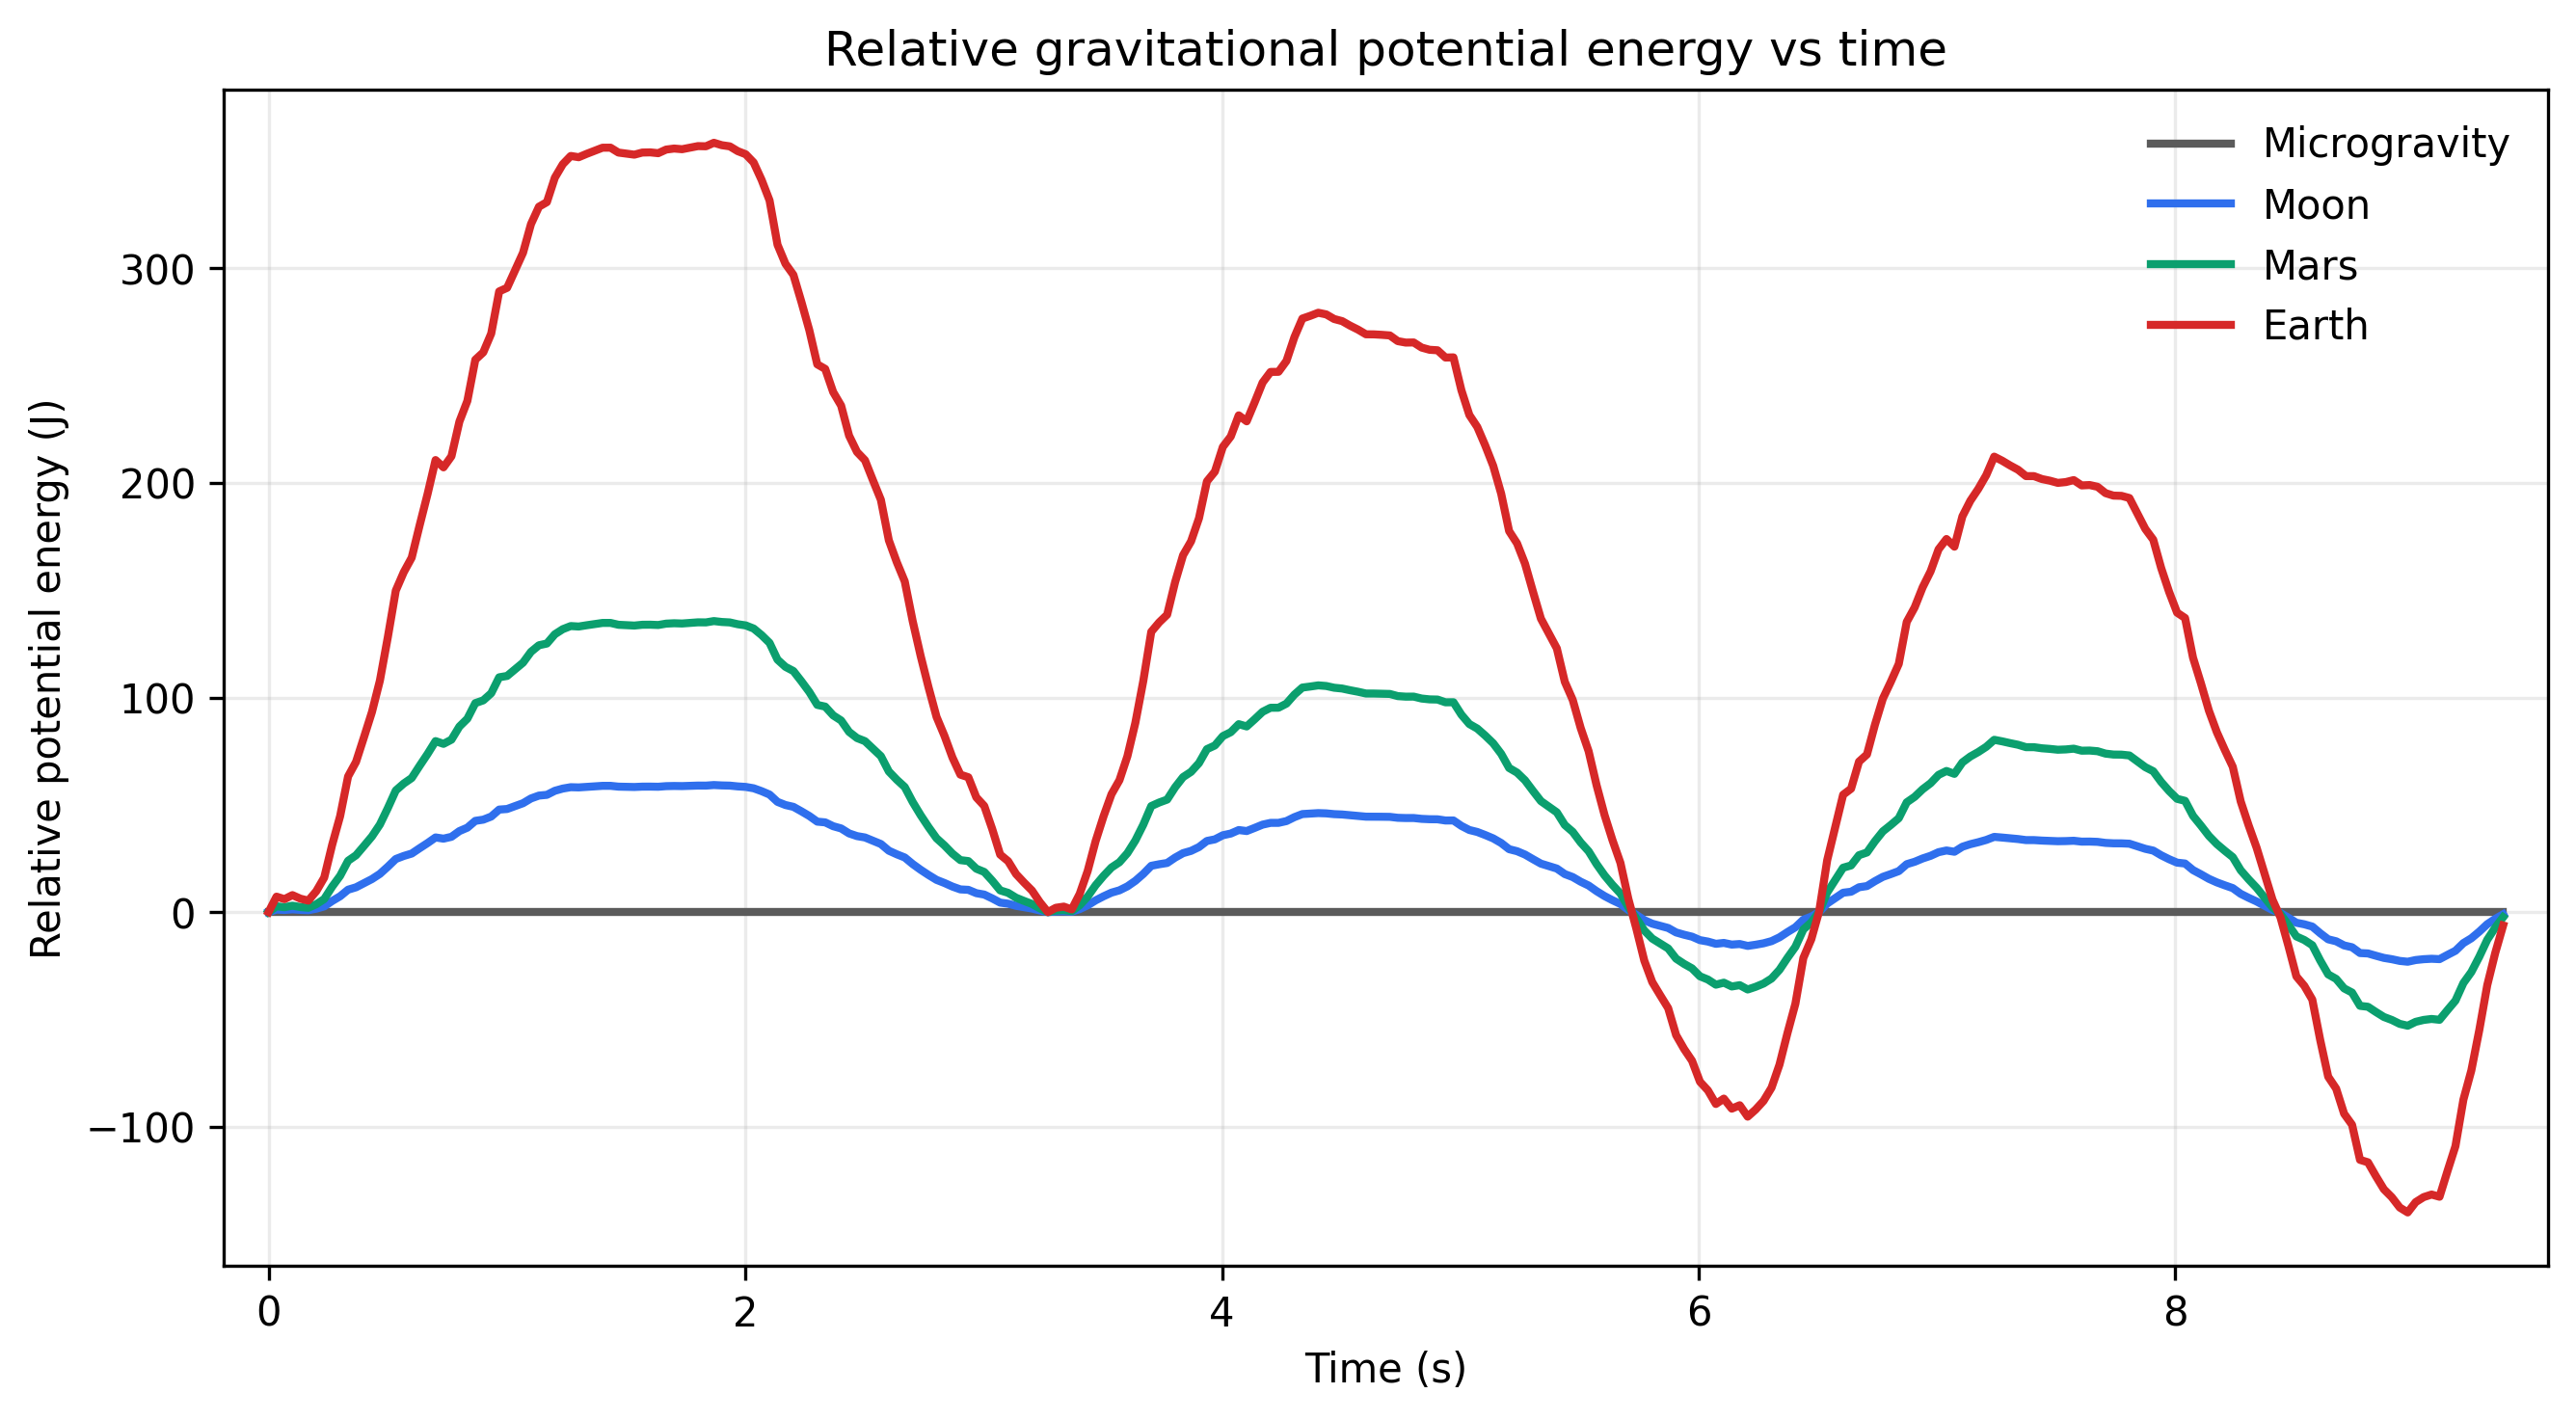 Relative gravitational potential energy vs time
Microgravity
Moon
Mars
Earth
Relative potential energy (J)
300
200
100
0
−100
0 2 4 6 8
Time (s)